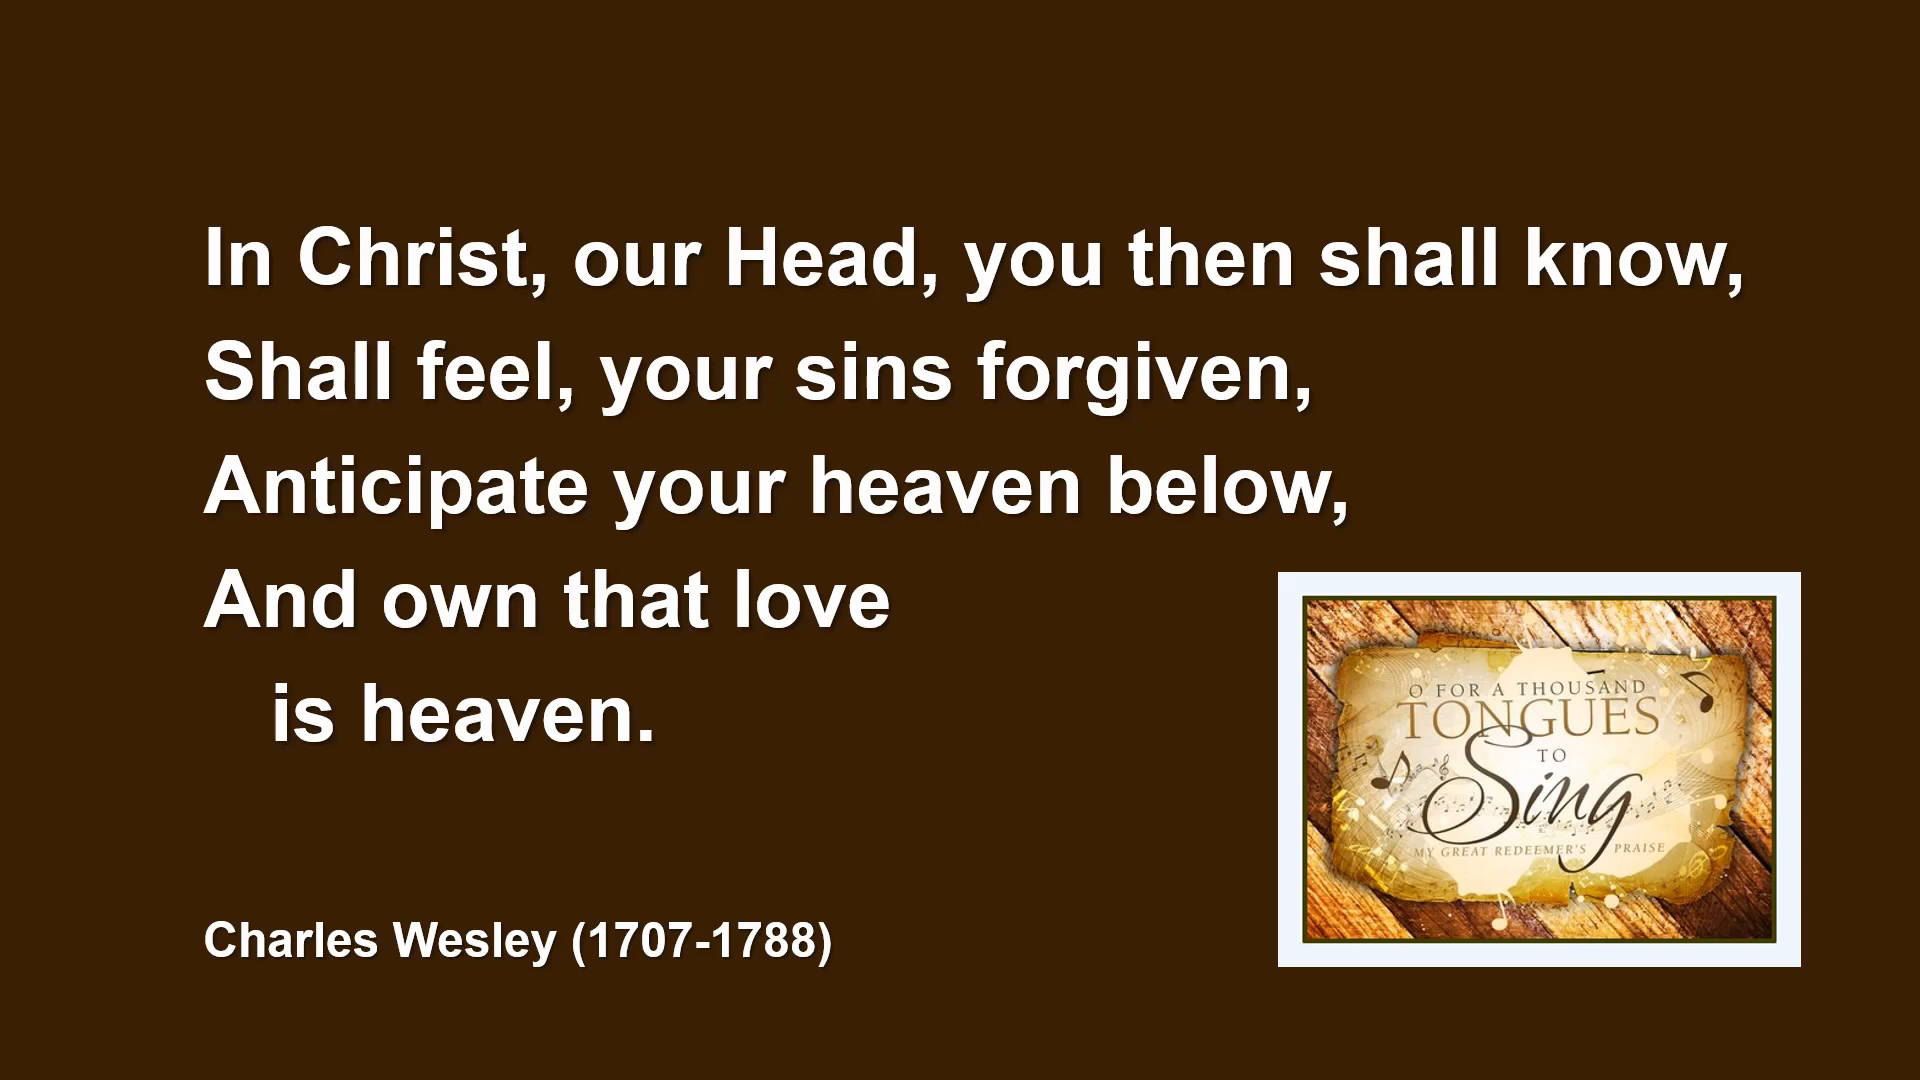 In Christ, our Head, you then shall know,
Shall feel, your sins forgiven,
Anticipate your heaven below,
And own that love
is heaven.
O FOR A THOUSAND
TONGUES
TO
Sing
MY GREAT REDEEMER'S PRAISE
Charles Wesley (1707-1788)